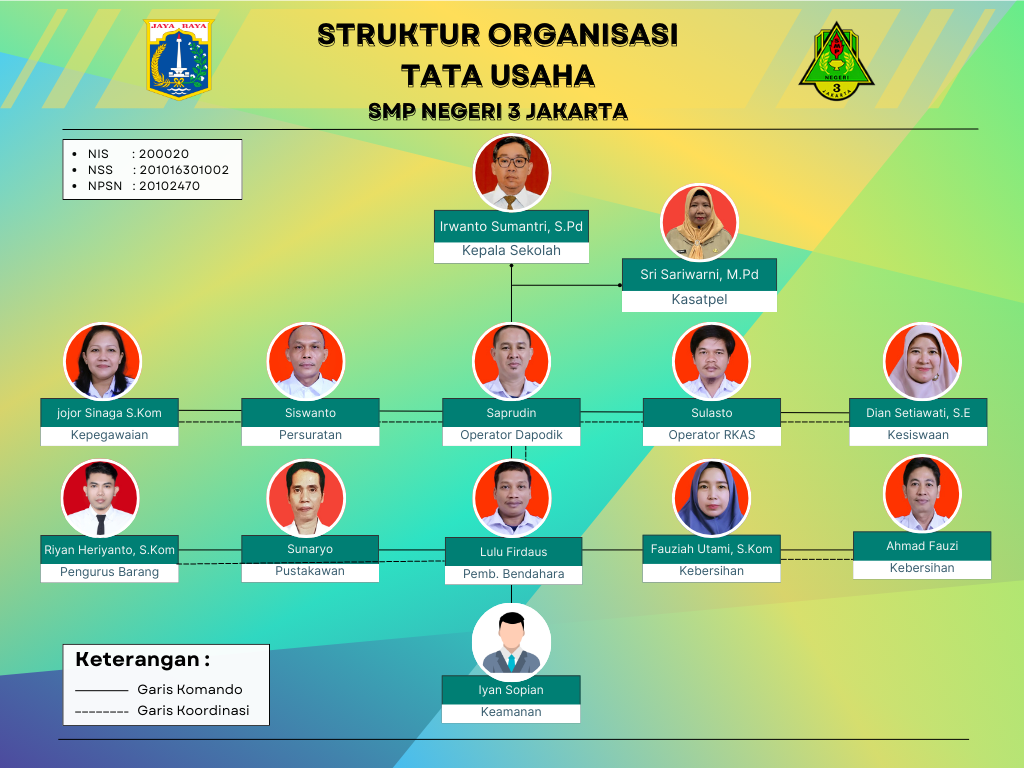 JAYA RAYA
STRUKTUR ORGANISASI
TATA USAHA
SMP NEGERI 3 JAKARTA
NEGERI
3
JAKARTA
• NIS : 200020
• NSS : 201016301002
• NPSN : 20102470
Irwanto Sumantri, S.Pd
Kepala Sekolah
Sri Sariwarni, M.Pd
Kasatpel
jojor Sinaga S.Kom
Kepegawaian
Siswanto
Persuratan
Saprudin
Operator Dapodik
Sulasto
Operator RKAS
Dian Setiawati, S.E
Kesiswaan
Riyan Heriyanto, S.Kom
Pengurus Barang
Sunaryo
Pustakawan
Lulu Firdaus
Pemb. Bendahara
Fauziah Utami, S.Kom
Kebersihan
Ahmad Fauzi
Kebersihan
Iyan Sopian
Keamanan
Keterangan :
Garis Komando
Garis Koordinasi